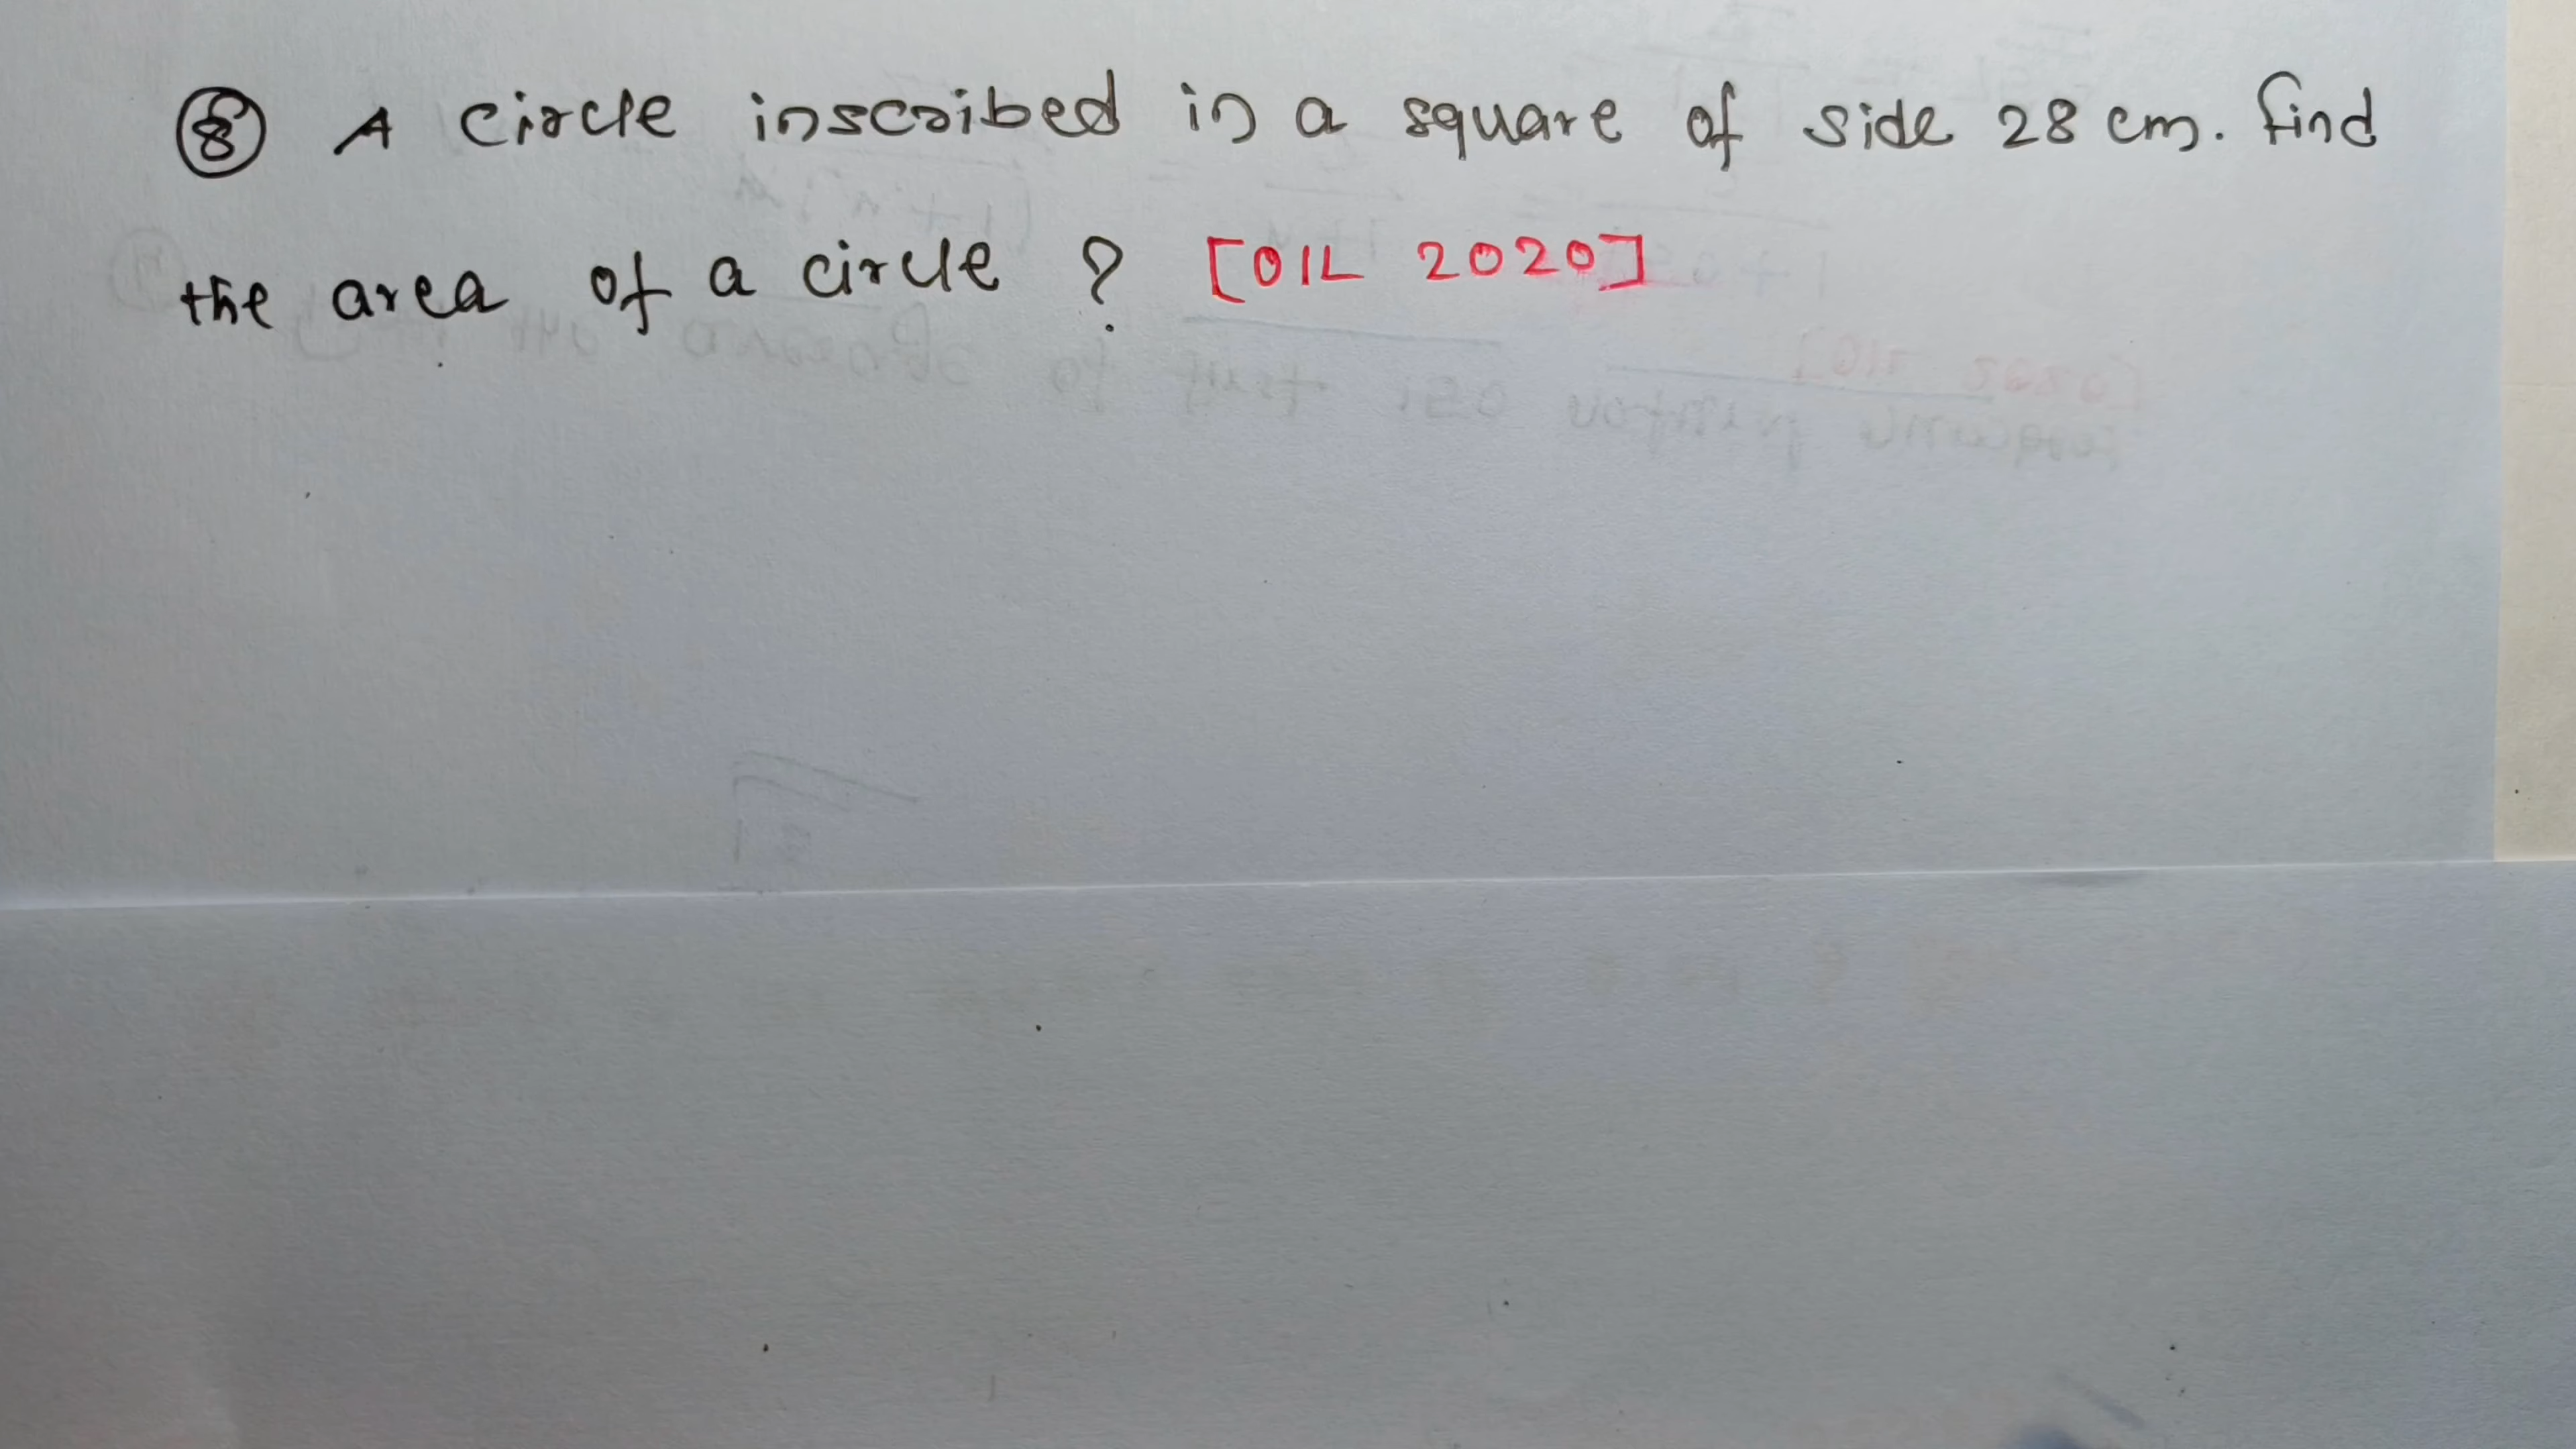 ⑧ A circle inscribed in a square of side 28 cm. find
the area of a circle ? [OIL 2020]